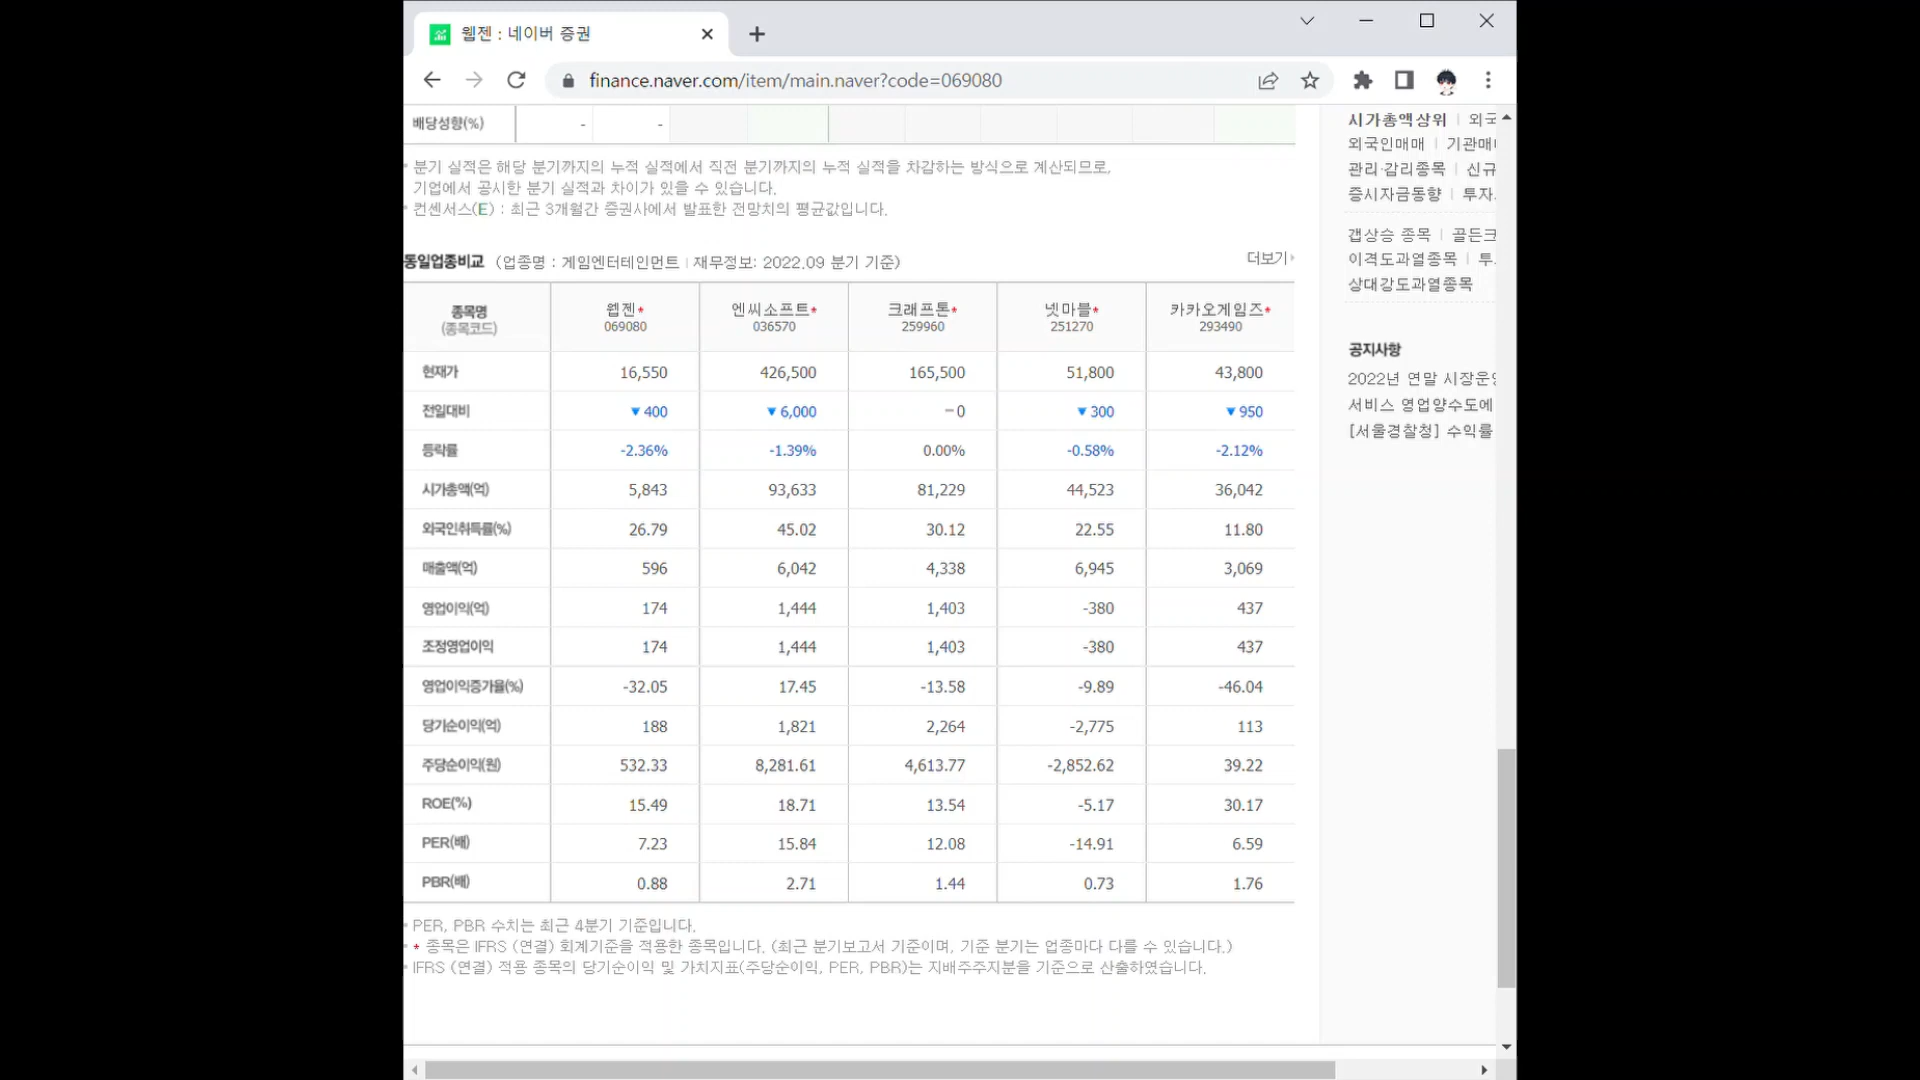 웹젠 : 네이버 증권
finance.naver.com/item/main.naver?code=069080
배당성향(%) - -
분기 실적은 해당 분기까지의 누적 실적에서 직전 분기까지의 누적 실적을 차감하는 방식으로 계산되므로,
기업에서 공시한 분기 실적과 차이가 있을 수 있습니다.
컨센서스(E) : 최근 3개월간 증권사에서 발표한 전망치의 평균값입니다.
동일업종비교 (업종명 : 게임엔터테인먼트 | 재무정보: 2022.09 분기 기준) 더보기
종목명 웹젠* 엔씨소프트* 크래프톤* 넷마블* 카카오게임즈*
(종목코드) 069080 036570 259960 251270 293490
현재가 16,550 426,500 165,500 51,800 43,800
전일대비 ▼400 ▼6,000 -0 ▼300 ▼950
등락률 -2.36% -1.39% 0.00% -0.58% -2.12%
시가총액(억) 5,843 93,633 81,229 44,523 36,042
외국인취득률(%) 26.79 45.02 30.12 22.55 11.80
매출액(억) 596 6,042 4,338 6,945 3,069
영업이익(억) 174 1,444 1,403 -380 437
조정영업이익 174 1,444 1,403 -380 437
영업이익증가율(%) -32.05 17.45 -13.58 -9.89 -46.04
당기순이익(억) 188 1,821 2,264 -2,775 113
주당순이익(원) 532.33 8,281.61 4,613.77 -2,852.62 39.22
ROE(%) 15.49 18.71 13.54 -5.17 30.17
PER(배) 7.23 15.84 12.08 -14.91 6.59
PBR(배) 0.88 2.71 1.44 0.73 1.76
PER, PBR 수치는 최근 4분기 기준입니다.
* 종목은 IFRS (연결) 회계기준을 적용한 종목입니다. (최근 분기보고서 기준이며, 기준 분기는 업종마다 다를 수 있습니다.)
IFRS (연결) 적용 종목의 당기순이익 및 가치지표(주당순이익, PER, PBR)는 지배주주지분을 기준으로 산출하였습니다.
시가총액상위 | 외국
외국인매매 | 기관매
관리·감리종목 | 신규
증시자금동향 | 투자
갭상승 종목 | 골든크
이격도과열종목 | 투
상대강도과열종목
공지사항
2022년 연말 시장운영
서비스 영업양수도에
[서울경찰청] 수익률